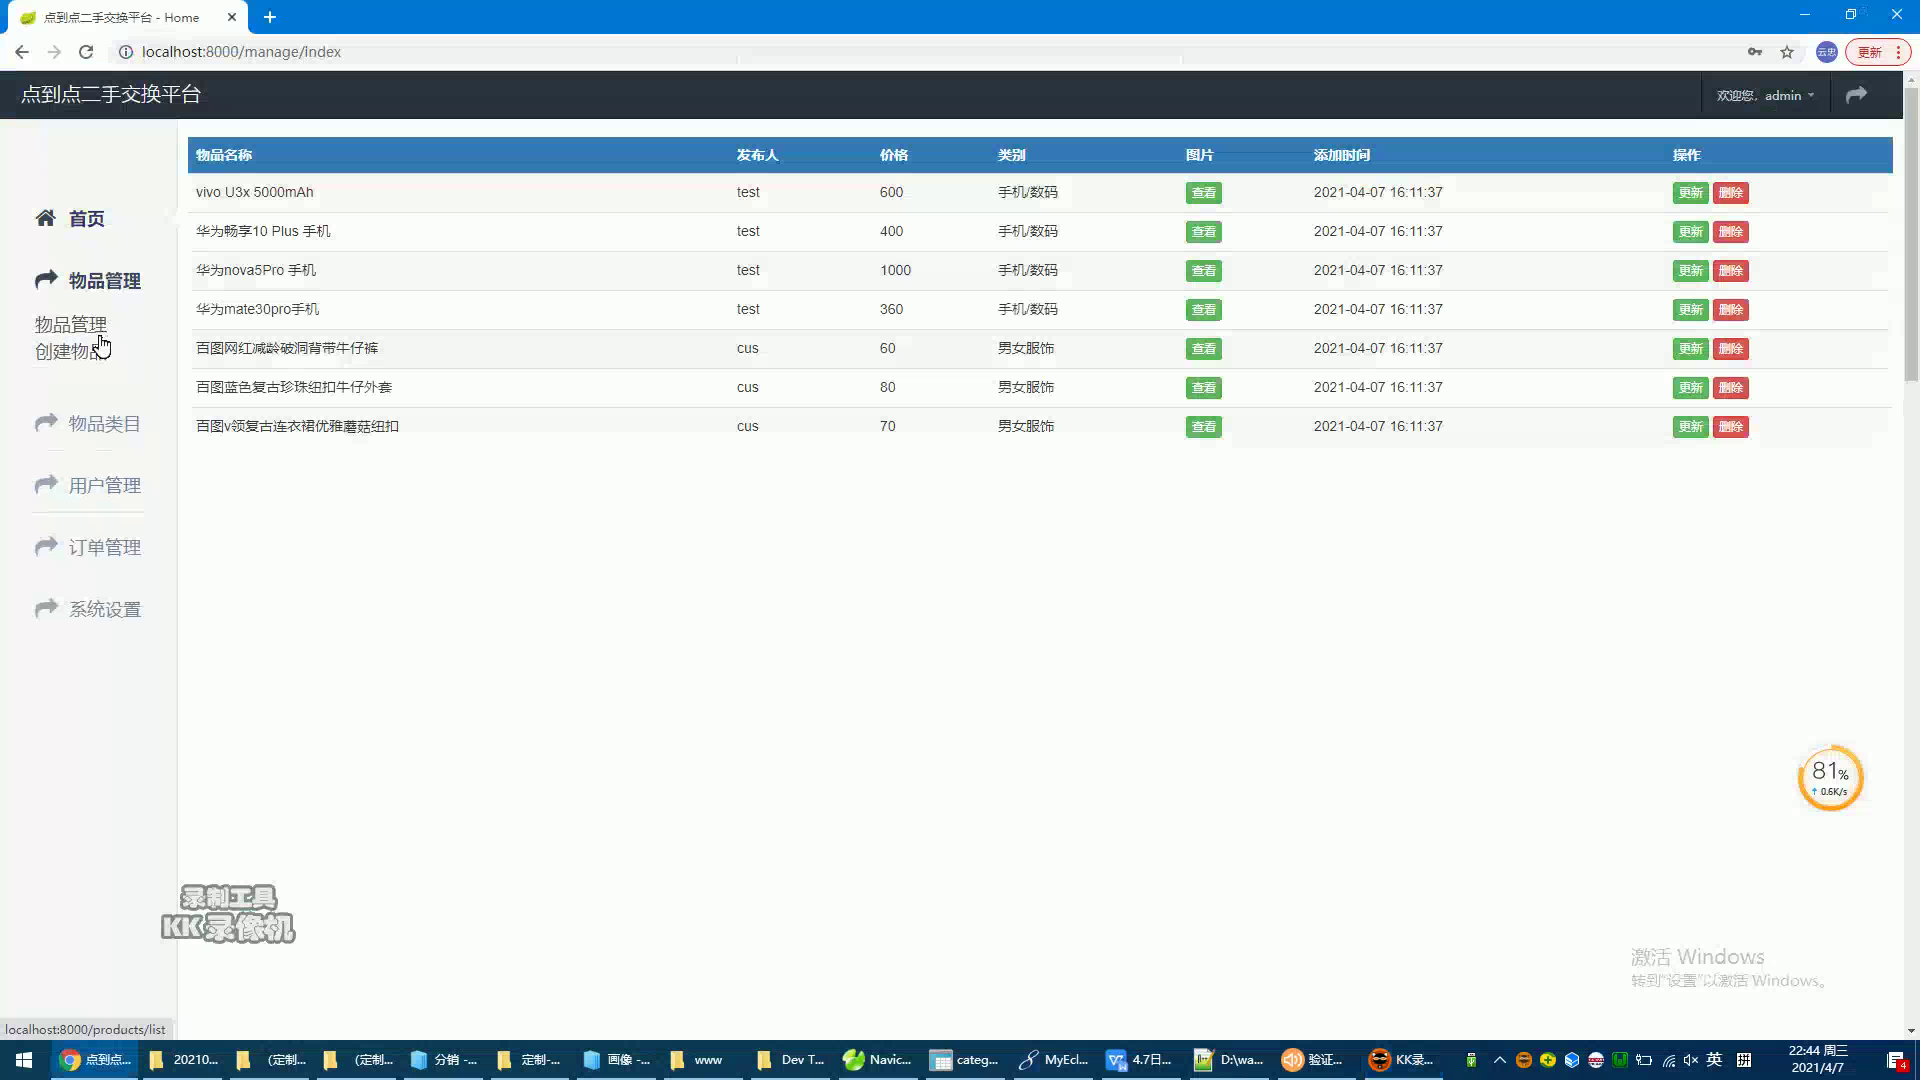 点到点二手交换平台 - Home
localhost:8000/manage/index
更新
点到点二手交换平台
欢迎您, admin
物品名称 发布人 价格 类别 图片 添加时间 操作
vivo U3x 5000mAh test 600 手机/数码 查看 2021-04-07 16:11:37 更新 删除
华为畅享10 Plus 手机 test 400 手机/数码 查看 2021-04-07 16:11:37 更新 删除
华为nova5Pro 手机 test 1000 手机/数码 查看 2021-04-07 16:11:37 更新 删除
华为mate30pro手机 test 360 手机/数码 查看 2021-04-07 16:11:37 更新 删除
百图网红减龄破洞背带牛仔裤 cus 60 男女服饰 查看 2021-04-07 16:11:37 更新 删除
百图蓝色复古珍珠纽扣牛仔外套 cus 80 男女服饰 查看 2021-04-07 16:11:37 更新 删除
百图v领复古连衣裙优雅蘑菇纽扣 cus 70 男女服饰 查看 2021-04-07 16:11:37 更新 删除
首页
物品管理
物品管理
创建物
物品类目
用户管理
订单管理
系统设置
81%
0.6K/s
录制工具
KK录像机
激活 Windows
转到"设置"以激活 Windows。
localhost:8000/products/list
点到点... 20210... (定制... (定制... 分销 -... 定制-... 画像 -... www Dev T... Navic... categ... MyEcl... 4.7日... D:\wa... 验证... KK录... 英 拼
22:44 周三
2021/4/7
4